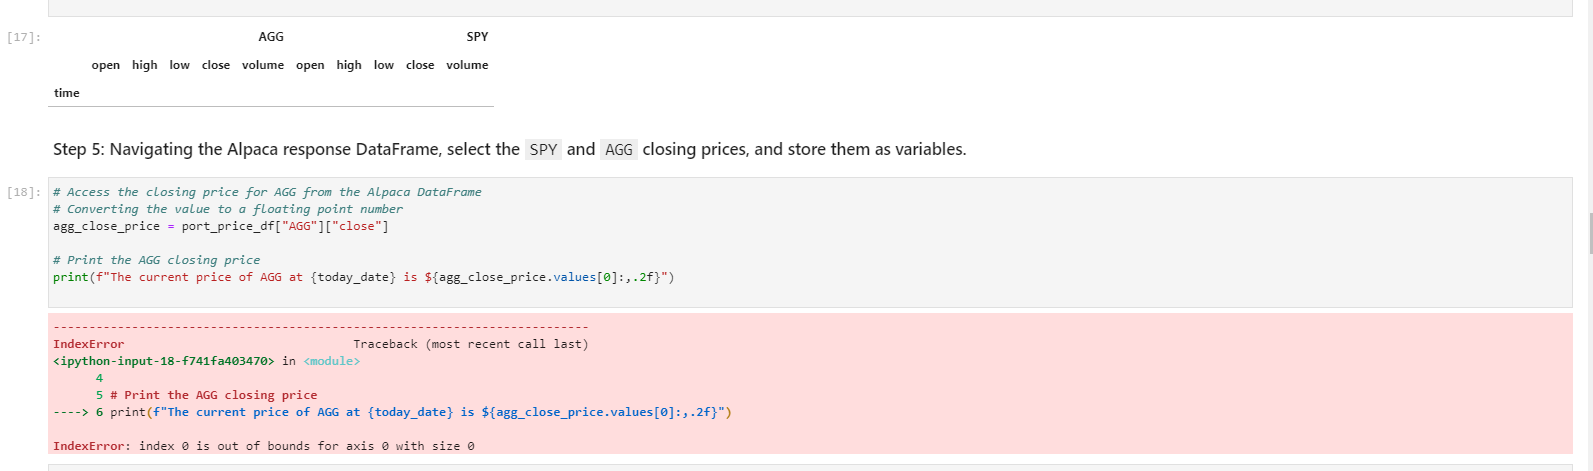 [17]:
AGG SPY
open high low close volume open high low close volume
time
Step 5: Navigating the Alpaca response DataFrame, select the SPY and AGG closing prices, and store them as variables.
[18]:
# Access the closing price for AGG from the Alpaca DataFrame
# Converting the value to a floating point number
agg_close_price = port_price_df["AGG"]["close"]
# Print the AGG closing price
print(f"The current price of AGG at {today_date} is ${agg_close_price.values[0]:,.2f}")
---------------------------------------------------------------------------
IndexError Traceback (most recent call last)
<ipython-input-18-f741fa403470> in <module>
4
5 # Print the AGG closing price
----> 6 print(f"The current price of AGG at {today_date} is ${agg_close_price.values[0]:,.2f}")
IndexError: index 0 is out of bounds for axis 0 with size 0